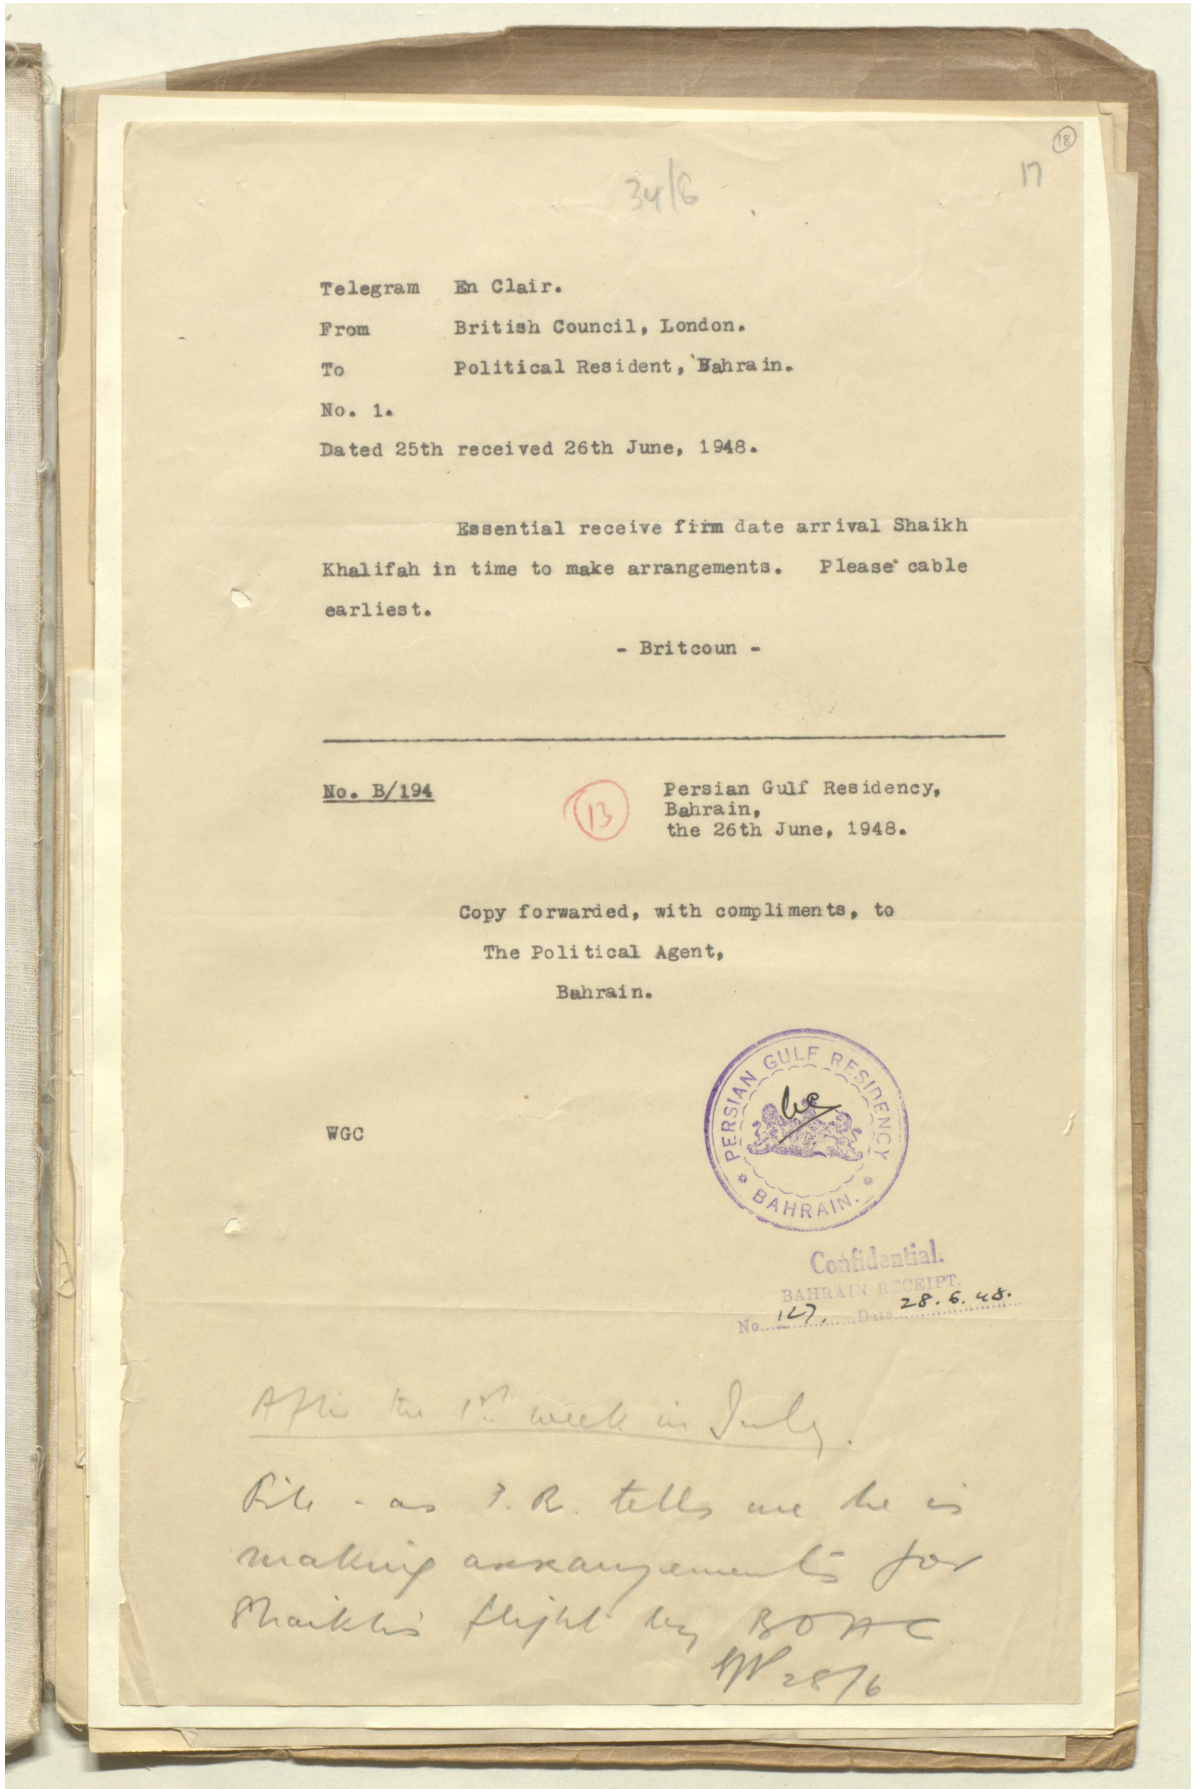 18
17
34/6
Telegram En Clair.
From British Council, London.
To Political Resident, Bahrain.
No. 1.
Dated 25th received 26th June, 1948.
Essential receive firm date arrival Shaikh
Khalifah in time to make arrangements. Please cable
earliest.
- Britcoun -
No. B/194
13
Persian Gulf Residency,
Bahrain,
the 26th June, 1948.
Copy forwarded, with compliments, to
The Political Agent,
Bahrain.
PERSIAN GULF RESIDENCY
BAHRAIN.
WGC
Confidential.
BAHRAIN RECEIPT.
No. 127. Date 28.6.48.
After the 1st week in July.
File - as P.R. tells me he is
making arrangements for
Shaikh's flight by BOAC
28/6